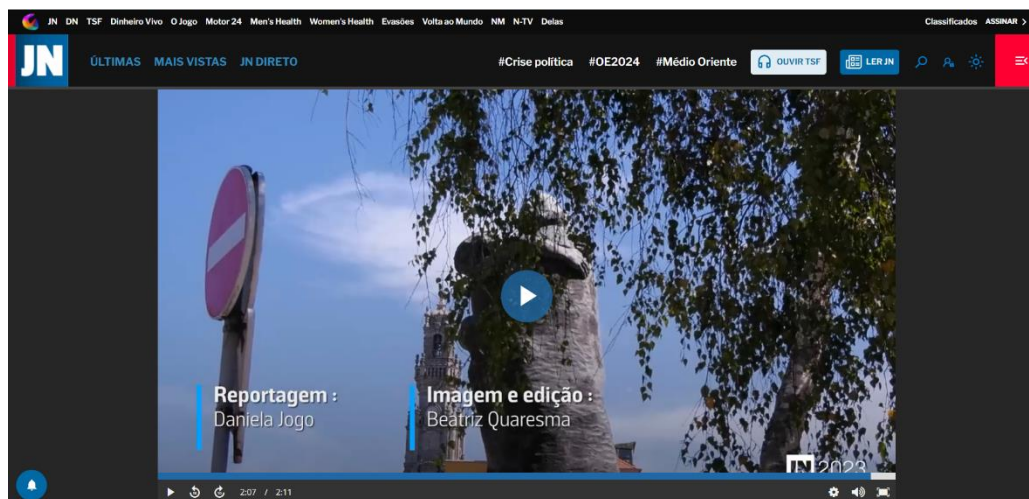 JN DN TSF Dinheiro Vivo O Jogo Motor 24 Men's Health Women's Health Evasões Volta ao Mundo NM N-TV Delas
Classificados ASSINAR
JN ÚLTIMAS MAIS VISTAS JN DIRETO #Crise política #OE2024 #Médio Oriente OUVIR TSF LER JN
Reportagem : Imagem e edição :
Daniela Jogo Beatriz Quaresma
JN 2023
2:07 / 2:11